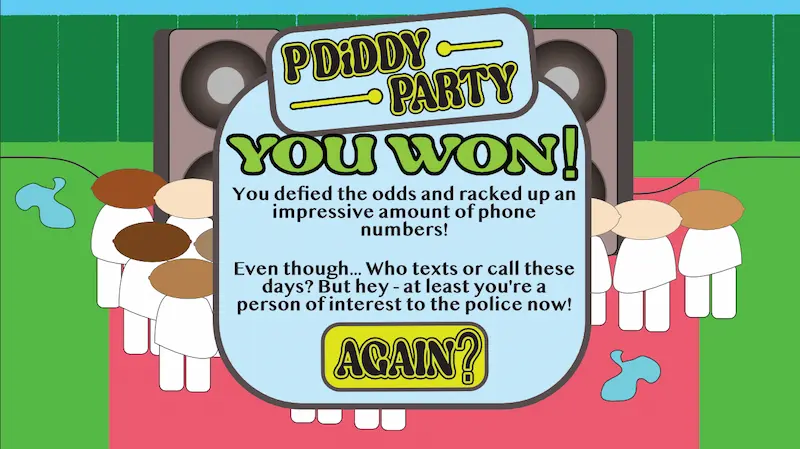 P DiDDY
PARTY
YOU WON!
You defied the odds and racked up an
impressive amount of phone
numbers!
Even though... Who texts or call these
days? But hey - at least you're a
person of interest to the police now!
AGAIN?